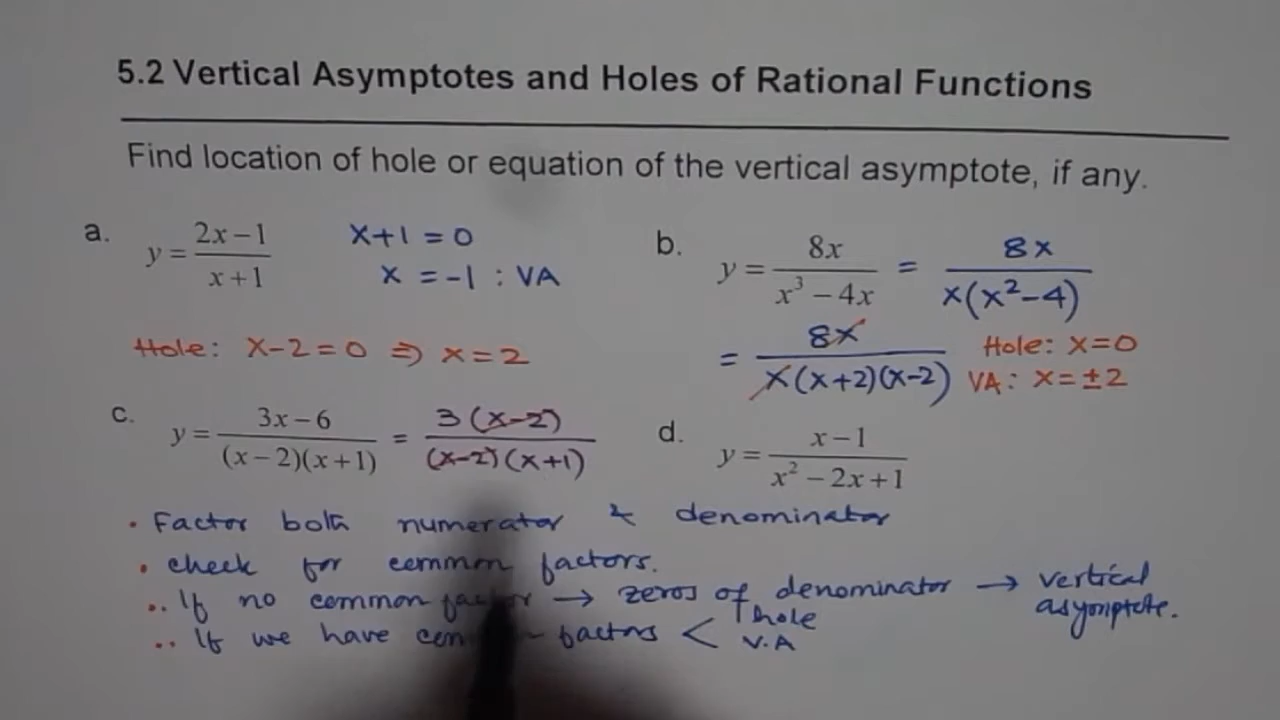 5.2 Vertical Asymptotes and Holes of Rational Functions
Find location of hole or equation of the vertical asymptote, if any.
a. y = (2x – 1)/(x + 1)
x+1 = 0
x = -1 : VA
b. y = 8x/(x³ – 4x) = 8x/(x(x²-4))
= 8x/(x(x+2)(x-2))
Hole: x=0
VA: x=±2
Hole: x-2=0 ⇒ x=2
c. y = (3x – 6)/((x – 2)(x + 1)) = 3(x-2)/((x-2)(x+1))
d. y = (x – 1)/(x² – 2x + 1)
• Factor both numerator & denominator
• check for common factors.
•• If no common factor → zeros of denominator → vertical asymptote.
•• If we have factors < hole
V.A